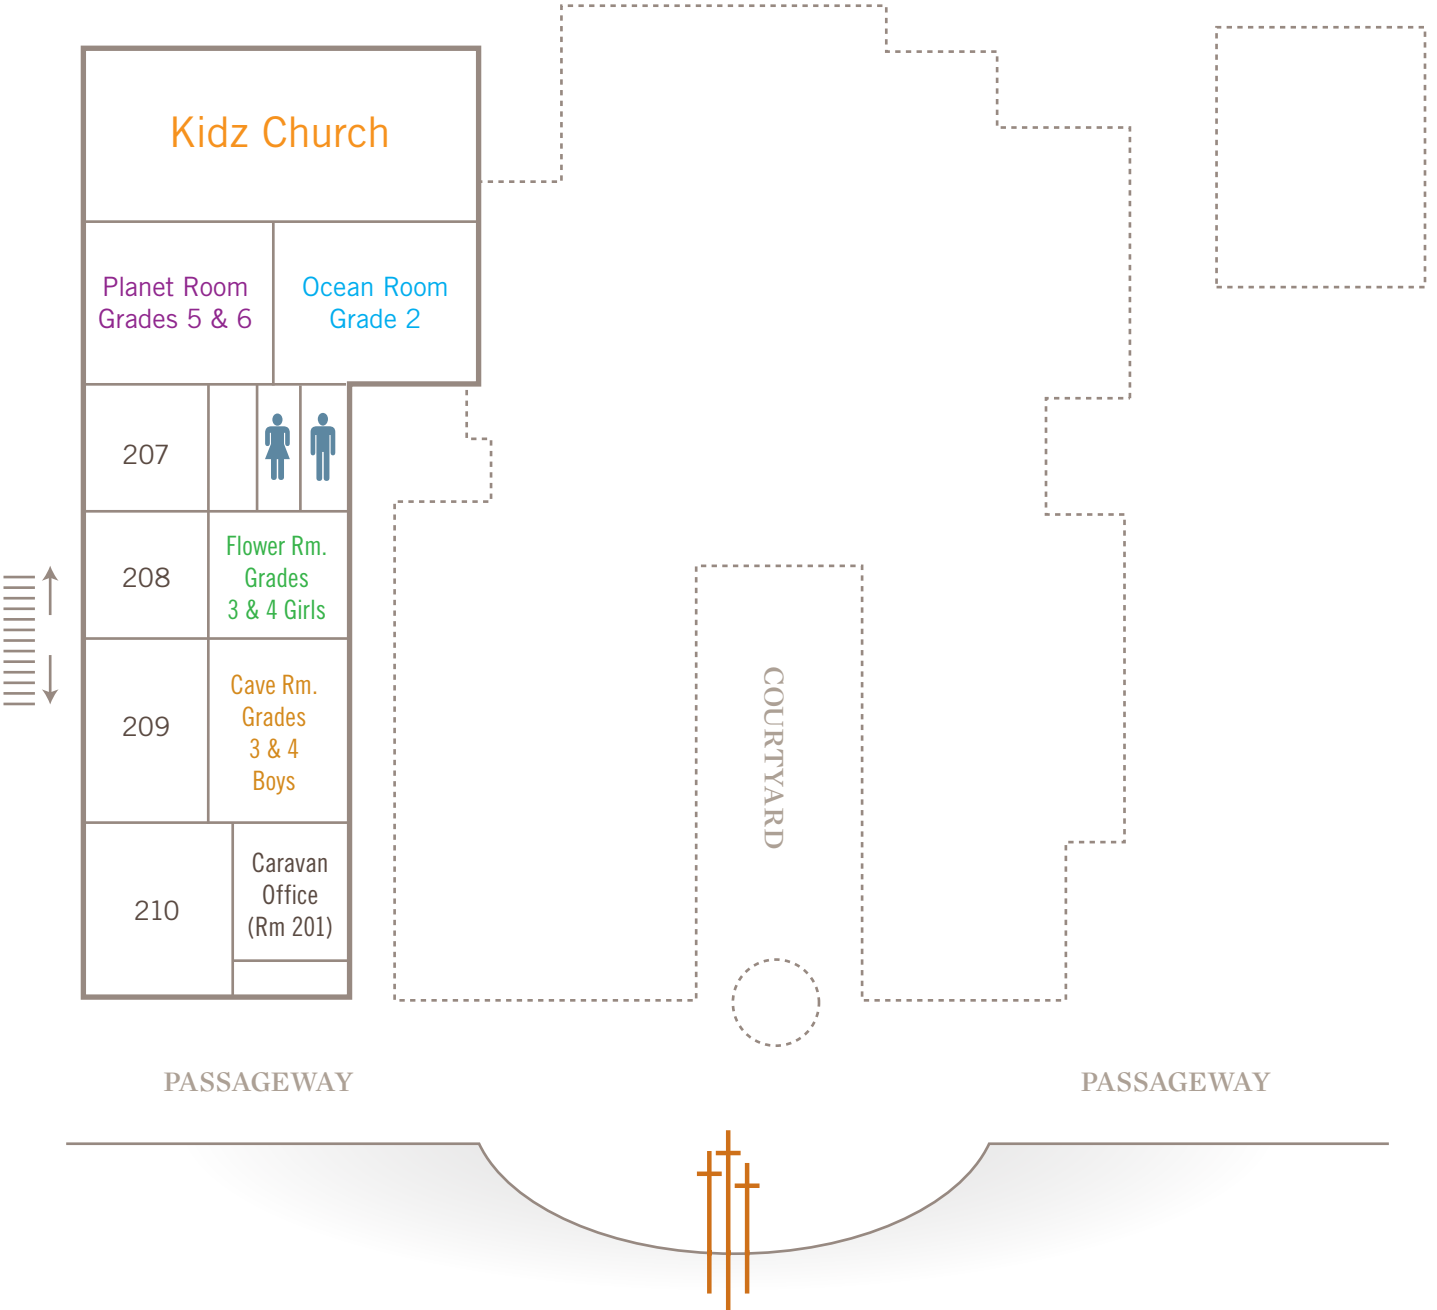 Kidz Church
Planet Room
Grades 5 & 6
Ocean Room
Grade 2
207
208
Flower Rm.
Grades
3 & 4 Girls
209
Cave Rm.
Grades
3 & 4
Boys
210
Caravan
Office
(Rm 201)
COURTYARD
PASSAGEWAY
PASSAGEWAY